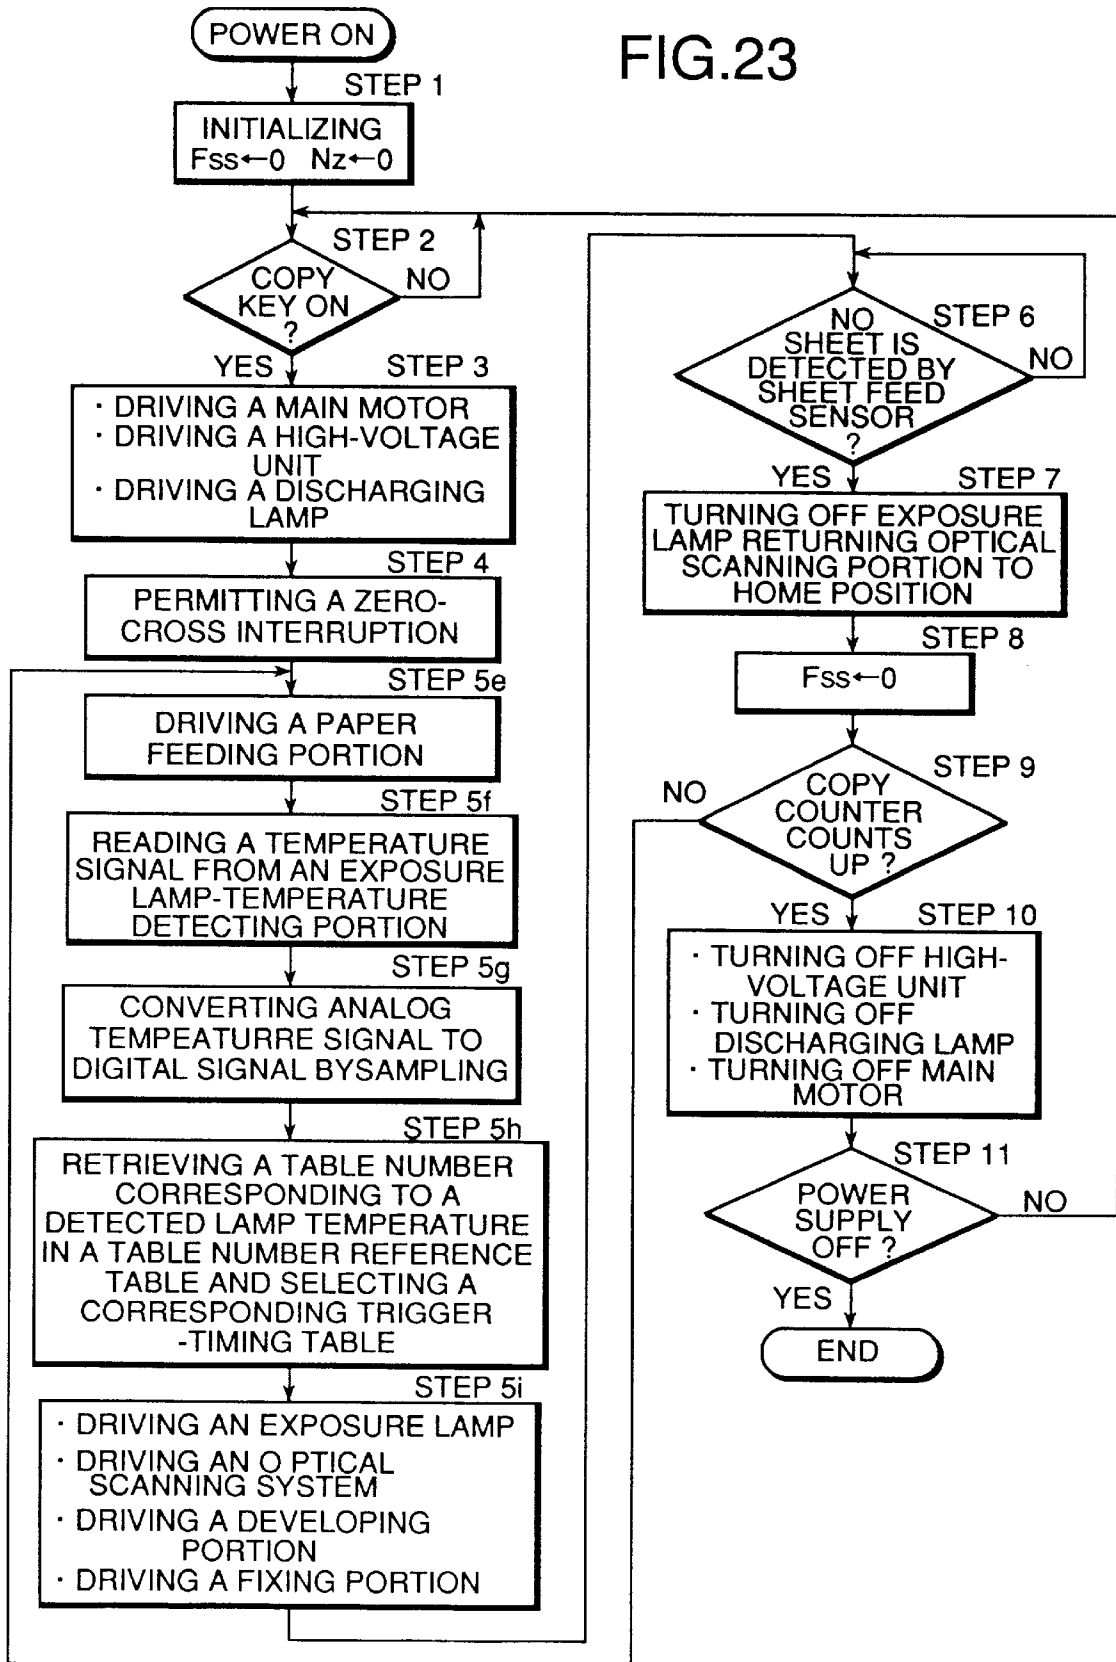 FIG.23
POWER ON
STEP 1
INITIALIZING
Fss←0 Nz←0
STEP 2
COPY
KEY ON
?
NO
YES
STEP 3
· DRIVING A MAIN MOTOR
· DRIVING A HIGH-VOLTAGE
UNIT
· DRIVING A DISCHARGING
LAMP
STEP 4
PERMITTING A ZERO-
CROSS INTERRUPTION
STEP 5e
DRIVING A PAPER
FEEDING PORTION
STEP 5f
READING A TEMPERATURE
SIGNAL FROM AN EXPOSURE
LAMP-TEMPERATURE
DETECTING PORTION
STEP 5g
CONVERTING ANALOG
TEMPEATURRE SIGNAL TO
DIGITAL SIGNAL BYSAMPLING
STEP 5h
RETRIEVING A TABLE NUMBER
CORRESPONDING TO A
DETECTED LAMP TEMPERATURE
IN A TABLE NUMBER REFERENCE
TABLE AND SELECTING A
CORRESPONDING TRIGGER
-TIMING TABLE
STEP 5i
· DRIVING AN EXPOSURE LAMP
· DRIVING AN O PTICAL
SCANNING SYSTEM
· DRIVING A DEVELOPING
PORTION
· DRIVING A FIXING PORTION
STEP 6
NO
SHEET IS
DETECTED BY
SHEET FEED
SENSOR
?
NO
YES
STEP 7
TURNING OFF EXPOSURE
LAMP RETURNING OPTICAL
SCANNING PORTION TO
HOME POSITION
STEP 8
Fss←0
STEP 9
COPY
COUNTER
COUNTS
UP ?
NO
YES
STEP 10
· TURNING OFF HIGH-
VOLTAGE UNIT
· TURNING OFF
DISCHARGING LAMP
· TURNING OFF MAIN
MOTOR
STEP 11
POWER
SUPPLY
OFF ?
NO
YES
END